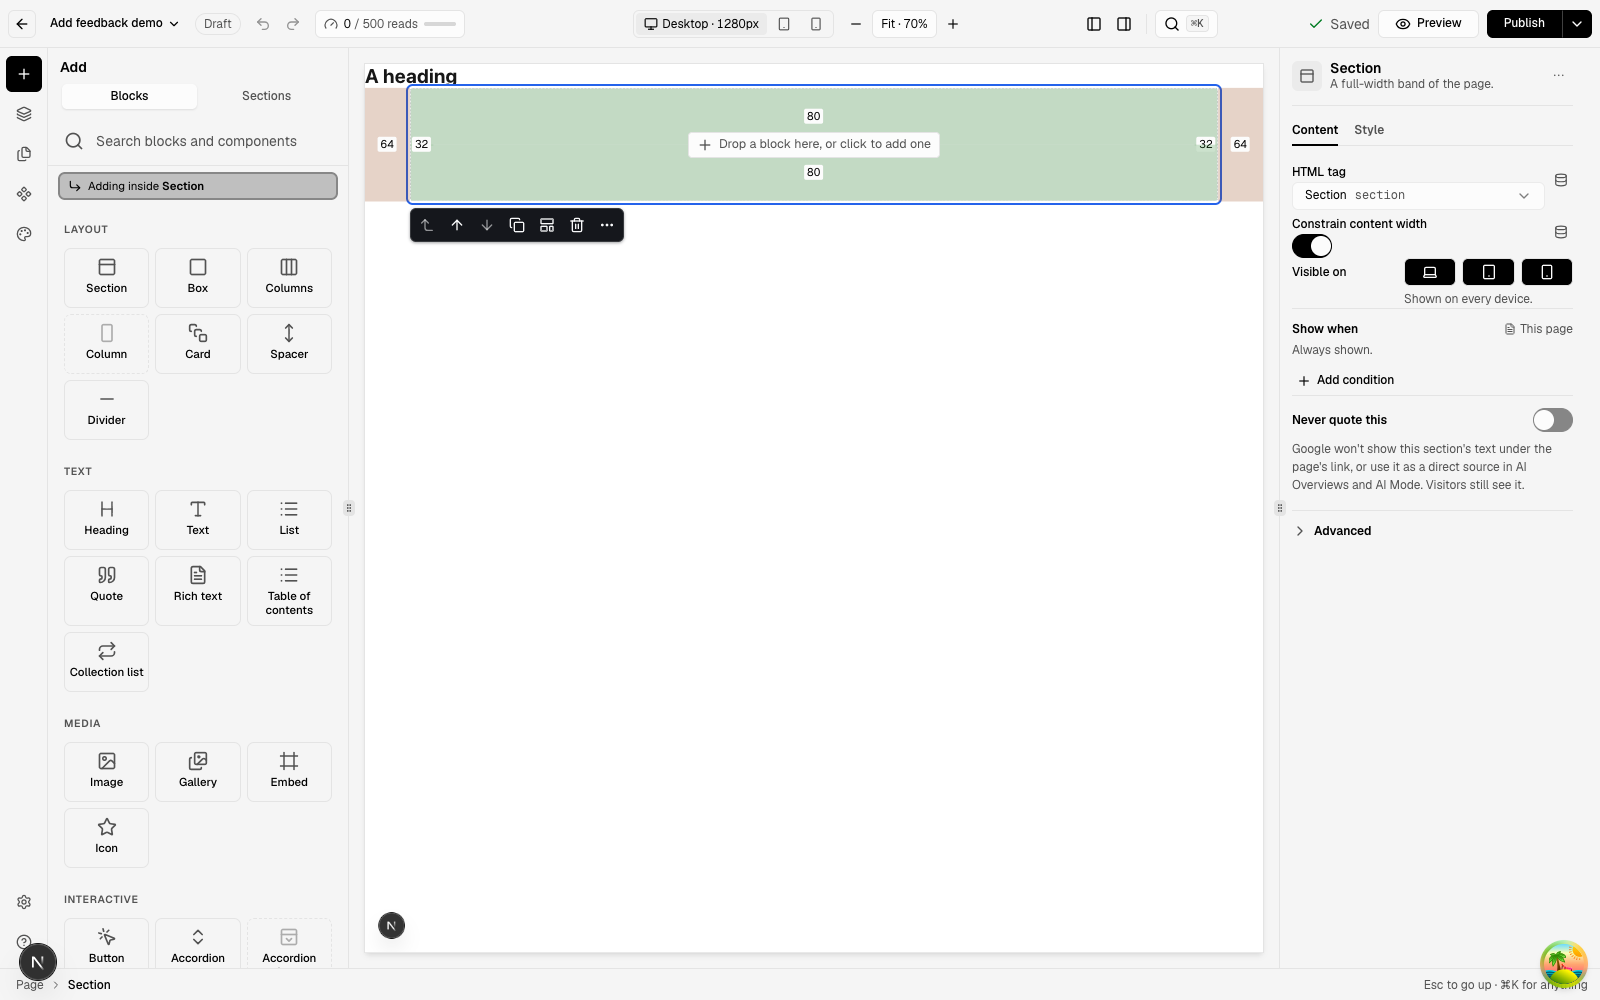 Add feedback demo
Draft
0 / 500 reads
Desktop · 1280px
Fit · 70%
⌘K
Saved
Preview
Publish
Add
Blocks
Sections
Search blocks and components
Adding inside Section
LAYOUT
Section
Box
Columns
Column
Card
Spacer
Divider
TEXT
Heading
Text
List
Quote
Rich text
Table of
contents
Collection list
MEDIA
Image
Gallery
Embed
Icon
INTERACTIVE
Button
Accordion
Accordion
A heading
80
64
32
Drop a block here, or click to add one
32
64
80
N
Section
A full-width band of the page.
Content
Style
HTML tag
Section section
Constrain content width
Visible on
Shown on every device.
Show when
This page
Always shown.
Add condition
Never quote this
Google won't show this section's text under the
page's link, or use it as a direct source in AI
Overviews and AI Mode. Visitors still see it.
Advanced
N
Page
Section
Esc to go up · ⌘K for anything